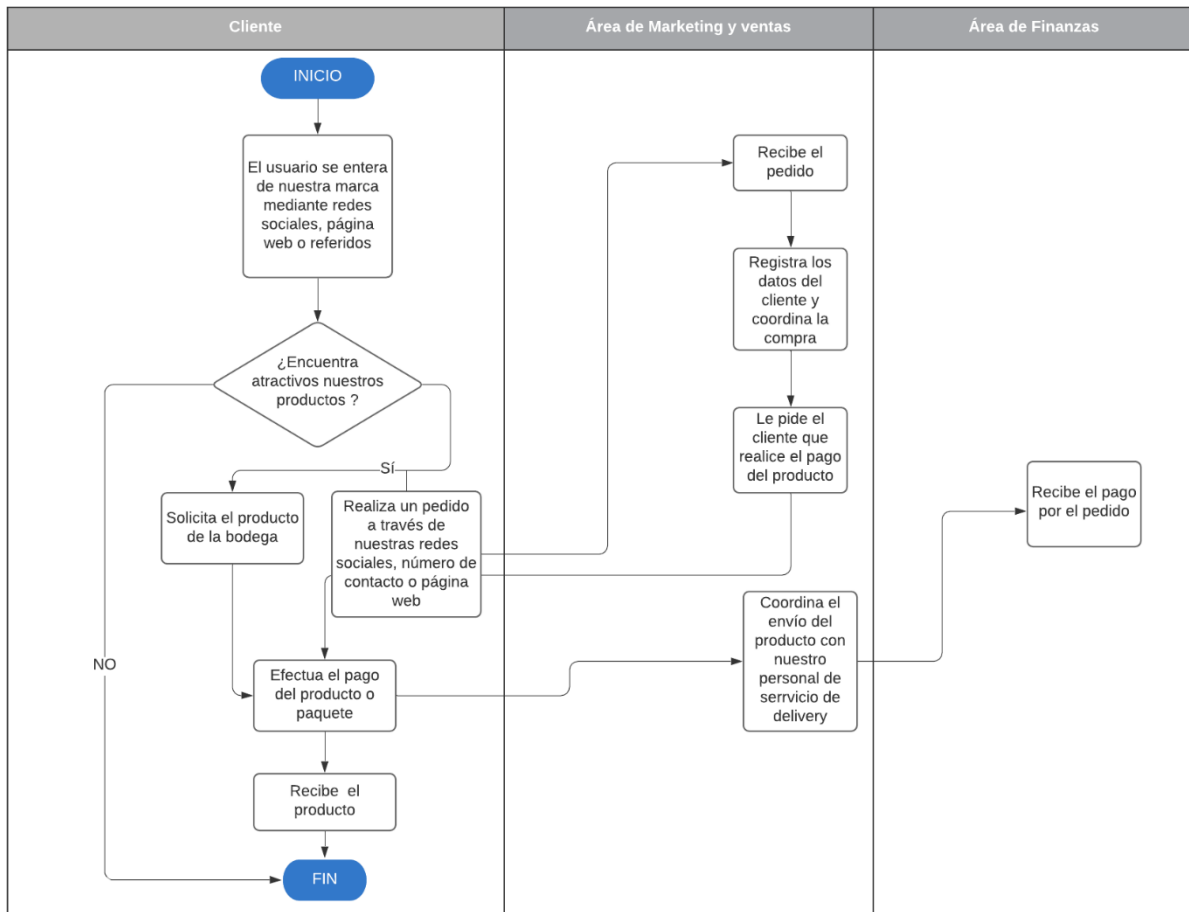 Cliente
Área de Marketing y ventas
Área de Finanzas
INICIO
El usuario se entera
de nuestra marca
mediante redes
sociales, página
web o referidos
¿Encuentra
atractivos nuestros
productos ?
Sí
NO
Solicita el producto
de la bodega
Realiza un pedido
a través de
nuestras redes
sociales, número de
contacto o página
web
Efectua el pago
del producto o
paquete
Recibe el
producto
FIN
Recibe el
pedido
Registra los
datos del
cliente y
coordina la
compra
Le pide el
cliente que
realice el pago
del producto
Coordina el
envío del
producto con
nuestro
personal de
serrvicio de
delivery
Recibe el pago
por el pedido